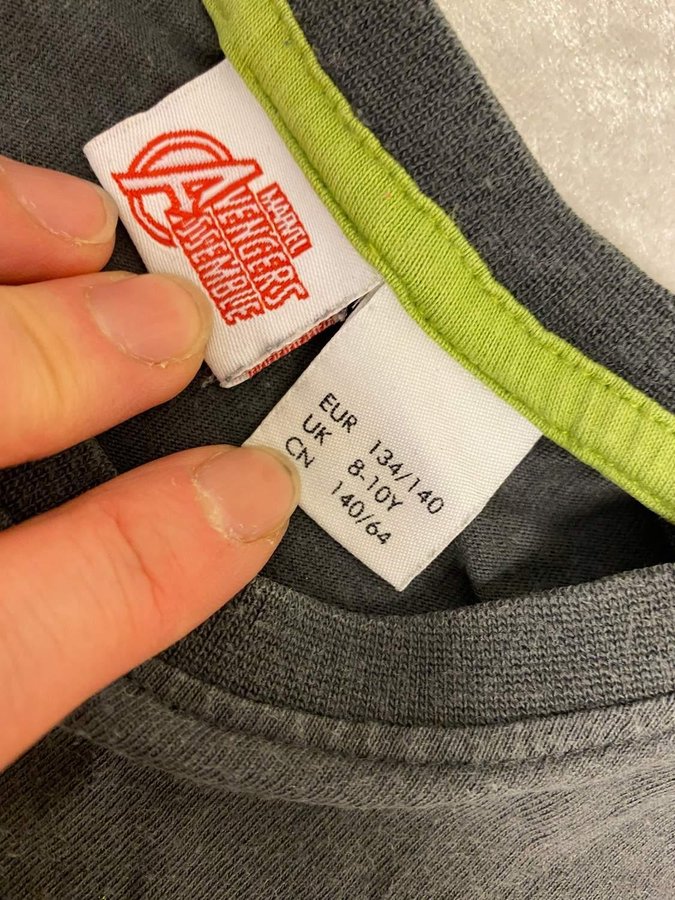 MARVEL
AVENGERS
ASSEMBLE
EUR 134/140
UK 8-10Y
CN 140/64